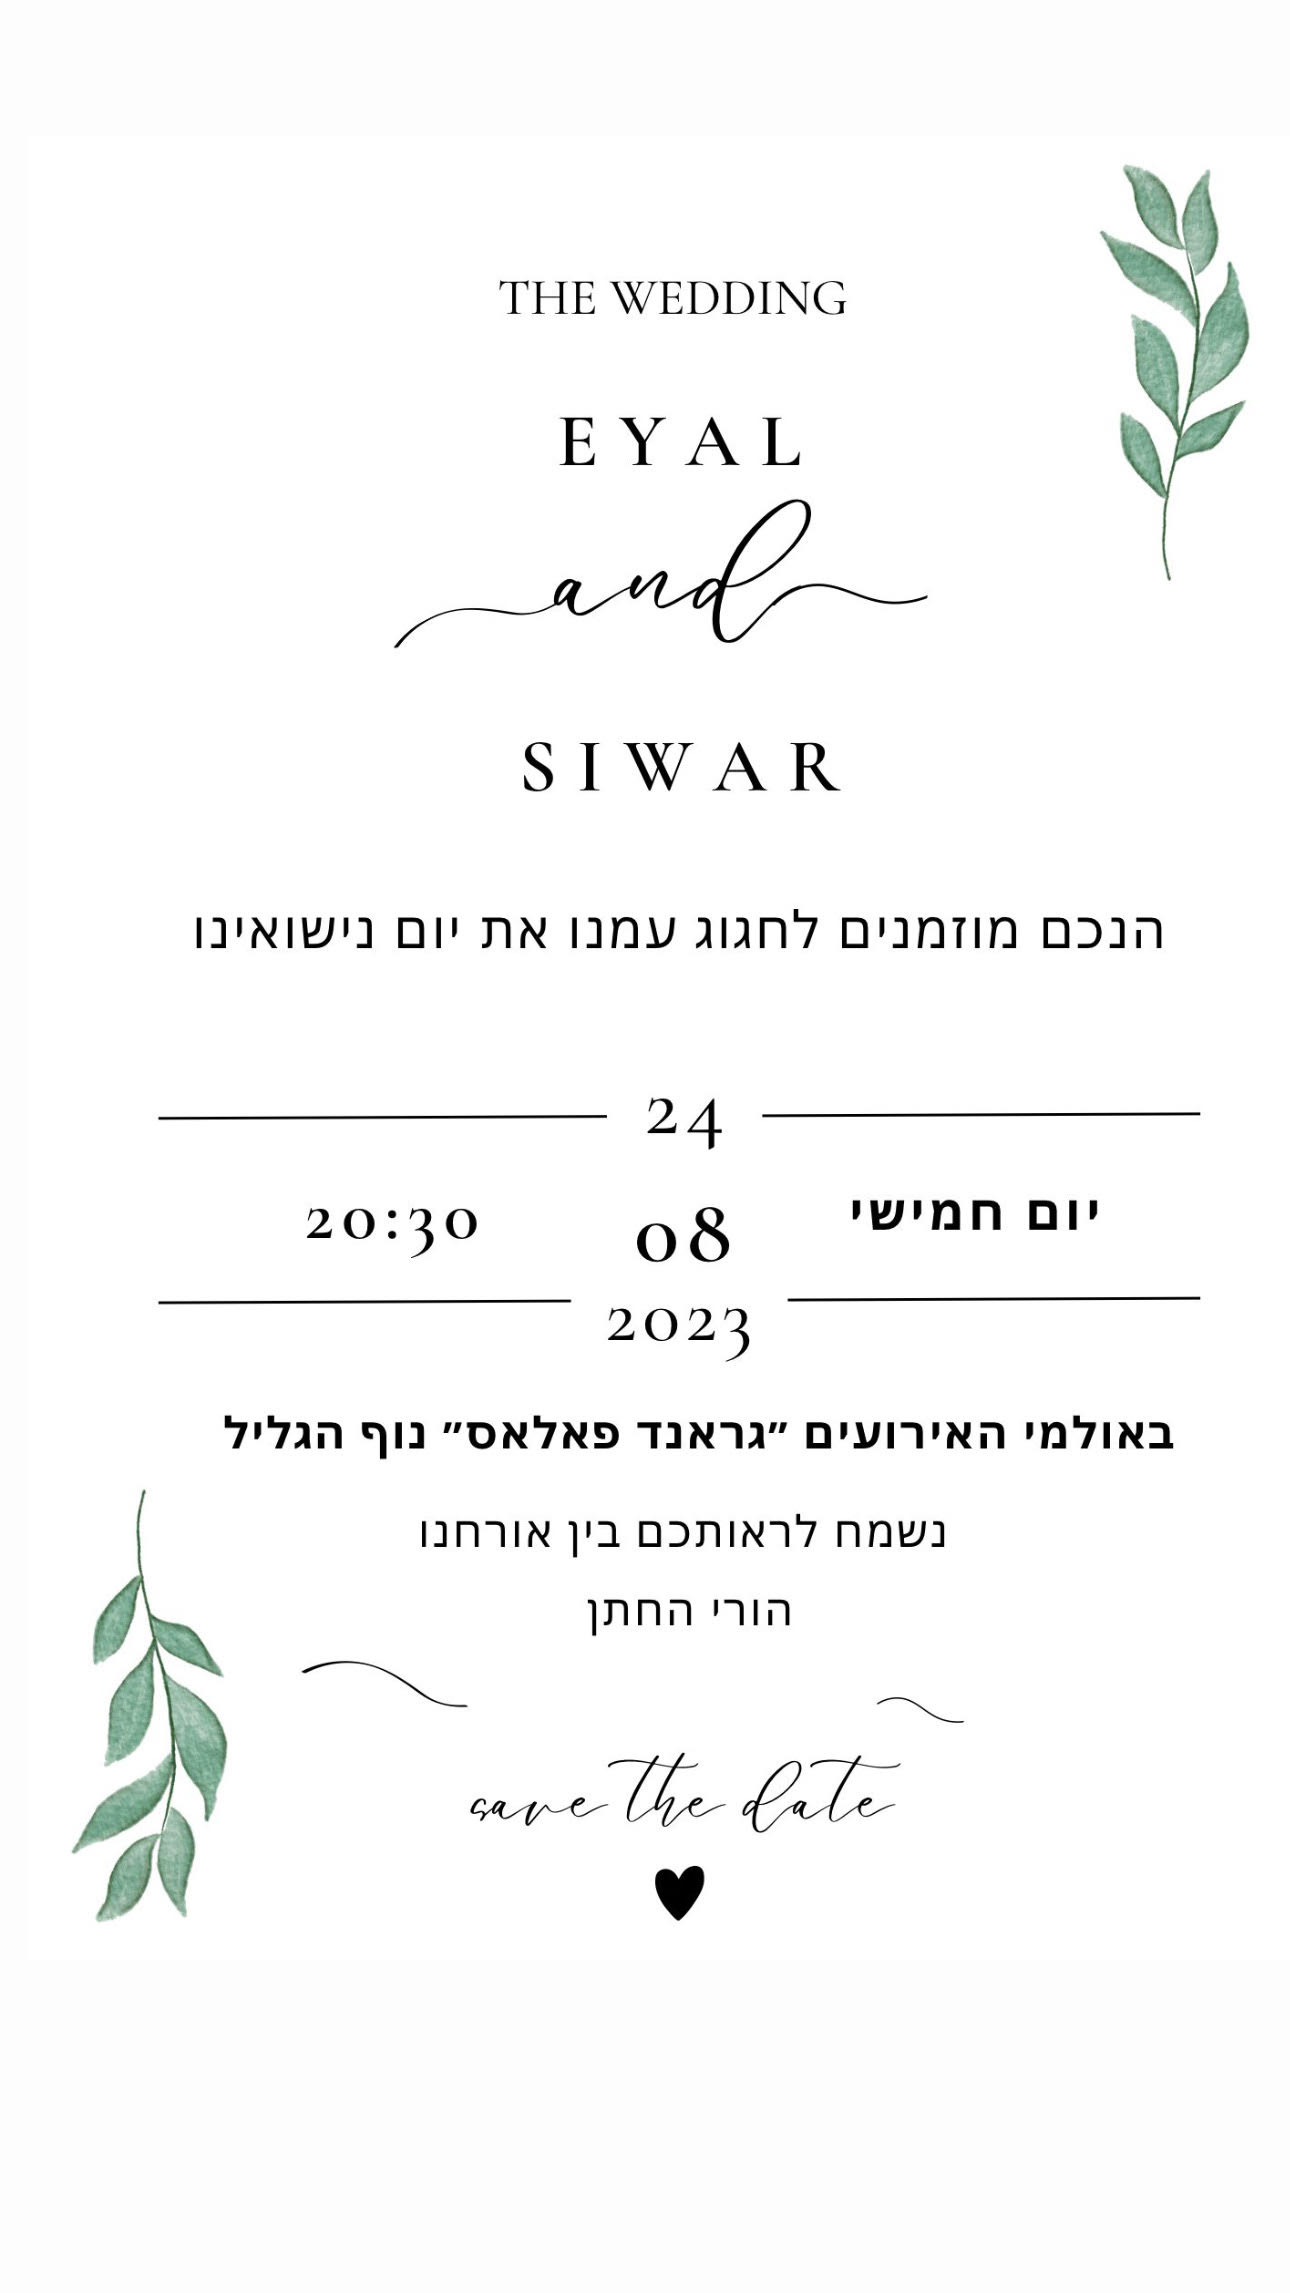 THE WEDDING
EYAL
and
SIWAR
הנכם מוזמנים לחגוג עמנו את יום נישואינו
24
יום חמישי
08
20:30
2023
באולמי האירועים ״גראנד פאלאס״ נוף הגליל
נשמח לראותכם בין אורחנו
הורי החתן
save the date